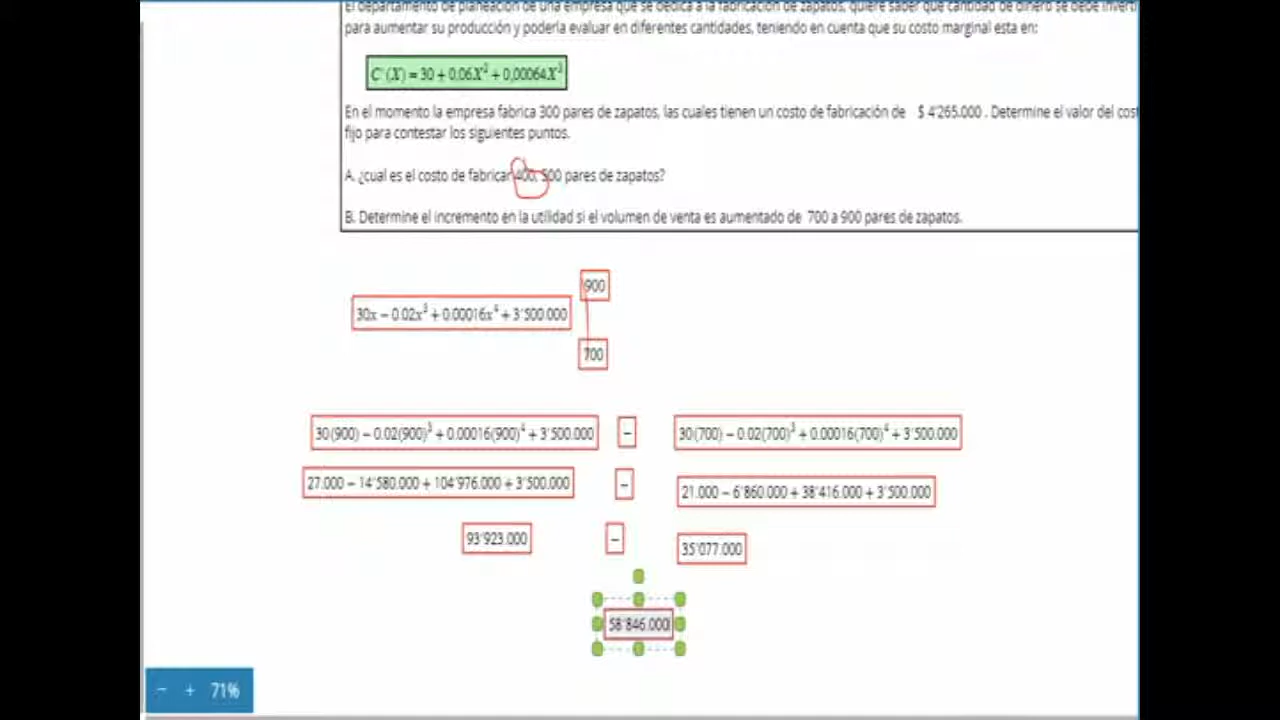 El departamento de planeación de una empresa que se dedica a la fabricación de zapatos, quiere saber que cantidad de dinero se debe inverti
para aumentar su producción y poderla evaluar en diferentes cantidades, teniendo en cuenta que su costo marginal esta en:
C'(X) = 30 + 0,06X² + 0,00064X³
En el momento la empresa fabrica 300 pares de zapatos, las cuales tienen un costo de fabricación de $ 4'265.000 . Determine el valor del cost
fijo para contestar los siguientes puntos.
A. ¿cual es el costo de fabricar 400, 500 pares de zapatos?
B. Determine el incremento en la utilidad si el volumen de venta es aumentado de 700 a 900 pares de zapatos.
900
30x − 0.02x³ + 0.00016x⁴ + 3'500.000
700
30(900) − 0.02(900)³ + 0.00016(900)⁴ + 3'500.000 − 30(700) − 0.02(700)³ + 0.00016(700)⁴ + 3'500.000
27.000 − 14'580.000 + 104'976.000 + 3'500.000 − 21.000 − 6'860.000 + 38'416.000 + 3'500.000
93'923.000 − 35'077.000
58'846.000
− + 71%